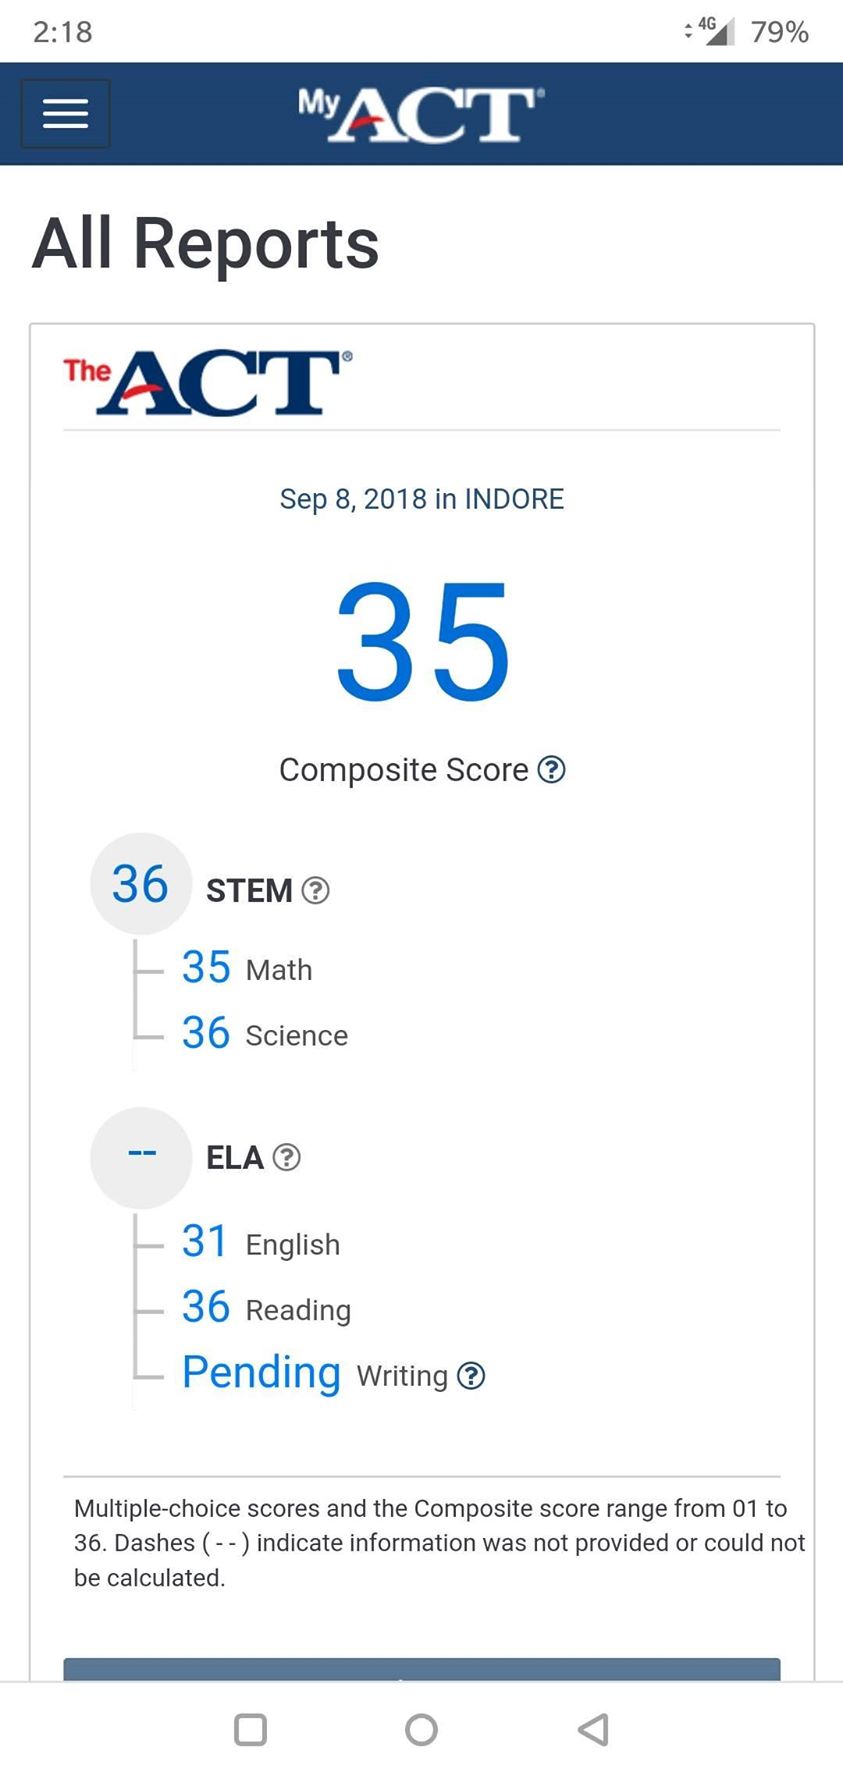 2:18 4G 79%
My ACT®
All Reports
The ACT®
Sep 8, 2018 in INDORE
35
Composite Score ?
36 STEM ?
35 Math
36 Science
-- ELA ?
31 English
36 Reading
Pending Writing ?
Multiple-choice scores and the Composite score range from 01 to
36. Dashes ( - - ) indicate information was not provided or could not
be calculated.